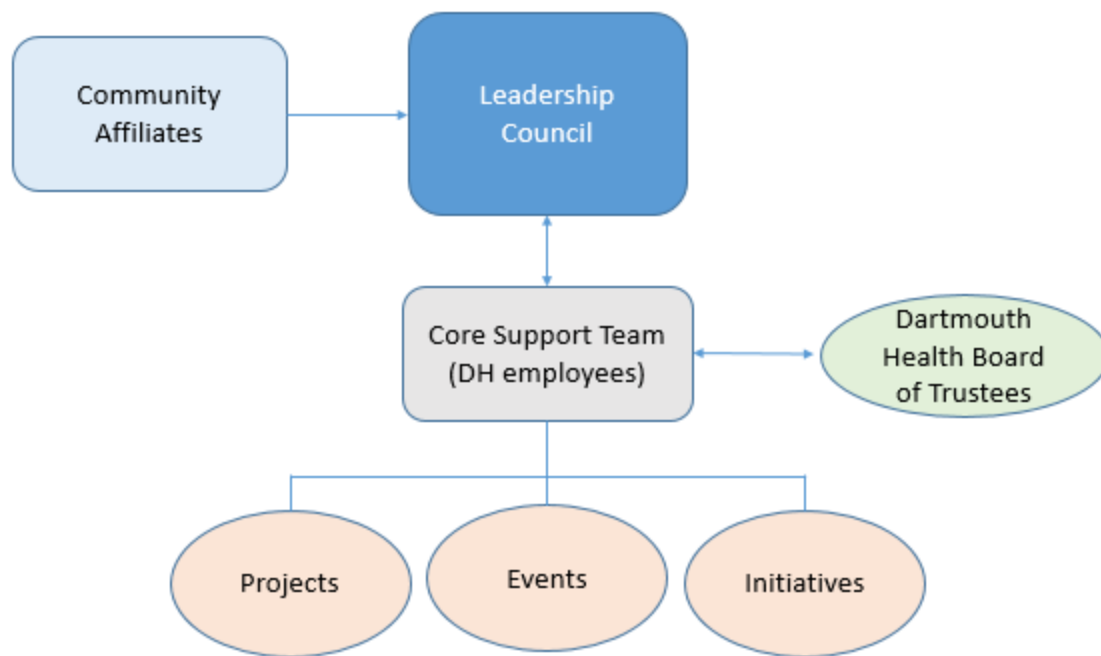 Community
Affiliates
Leadership
Council
Core Support Team
(DH employees)
Dartmouth
Health Board
of Trustees
Projects
Events
Initiatives